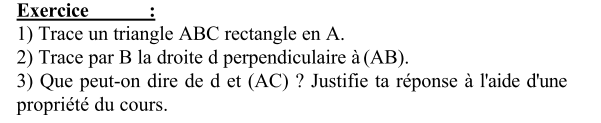 Exercice :
1) Trace un triangle ABC rectangle en A.
2) Trace par B la droite d perpendiculaire à (AB).
3) Que peut-on dire de d et (AC) ? Justifie ta réponse à l'aide d'une
propriété du cours.